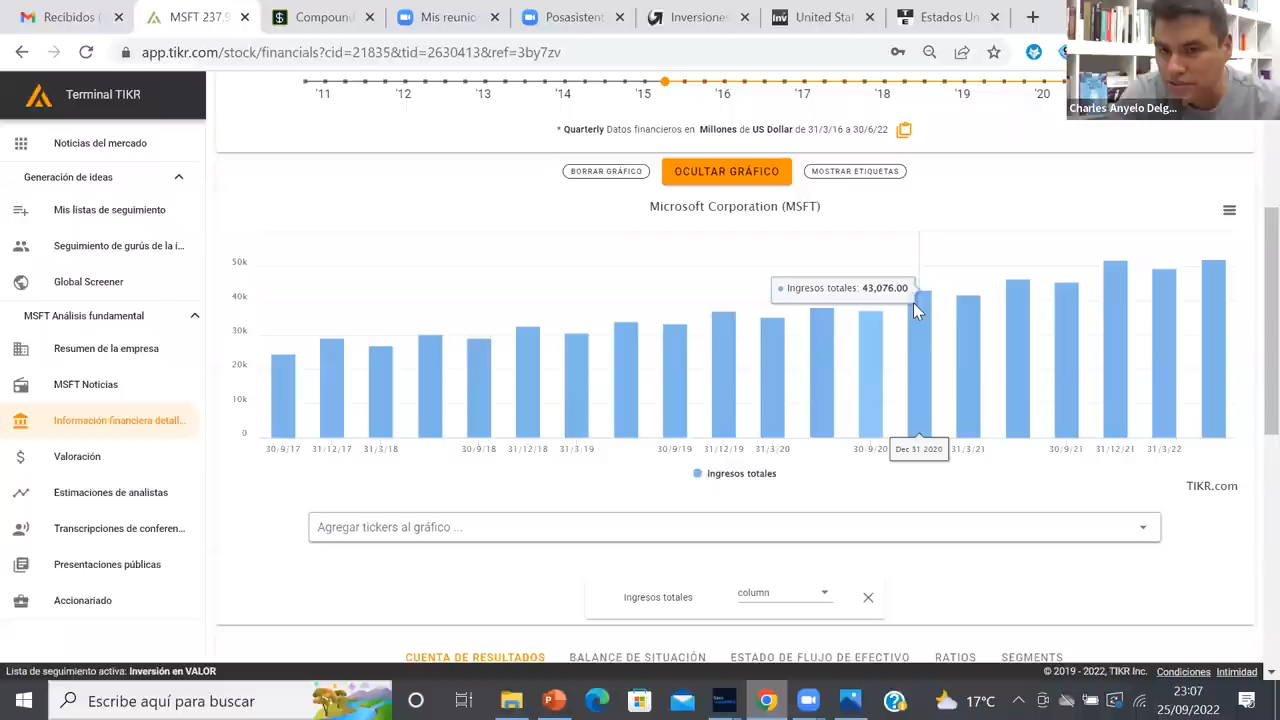 Recibidos (
MSFT 237.9
Compound
Mis reunio
Posasisten
Inversione
United Sta
Estados Un
app.tikr.com/stock/financials?cid=21835&tid=2630413&ref=3by7zv
Charles Anyelo Delg...
Terminal TIKR
Noticias del mercado
Generación de ideas
Mis listas de seguimiento
Seguimiento de gurús de la i...
Global Screener
MSFT Análisis fundamental
Resumen de la empresa
MSFT Noticias
Información financiera detall...
Valoración
Estimaciones de analistas
Transcripciones de conferen...
Presentaciones públicas
Accionariado
'11 '12 '13 '14 '15 '16 '17 '18 '19 '20
* Quarterly Datos financieros en Millones de US Dollar de 31/3/16 a 30/6/22
BORRAR GRÁFICO
OCULTAR GRÁFICO
MOSTRAR ETIQUETAS
Microsoft Corporation (MSFT)
50k
40k
30k
20k
10k
0
Ingresos totales: 43,076.00
30/9/17 31/12/17 31/3/18 30/9/18 31/12/18 31/3/19 30/9/19 31/12/19 31/3/20 30/9/20 Dec 31 2020 31/3/21 30/9/21 31/12/21 31/3/22
Ingresos totales
TIKR.com
Agregar tickers al gráfico ...
Ingresos totales
column
CUENTA DE RESULTADOS
BALANCE DE SITUACIÓN
ESTADO DE FLUJO DE EFECTIVO
RATIOS
SEGMENTS
Lista de seguimiento activa: Inversión en VALOR
© 2019 - 2022, TIKR Inc.
Condiciones
Intimidad
Escribe aquí para buscar
17°C
23:07
25/09/2022